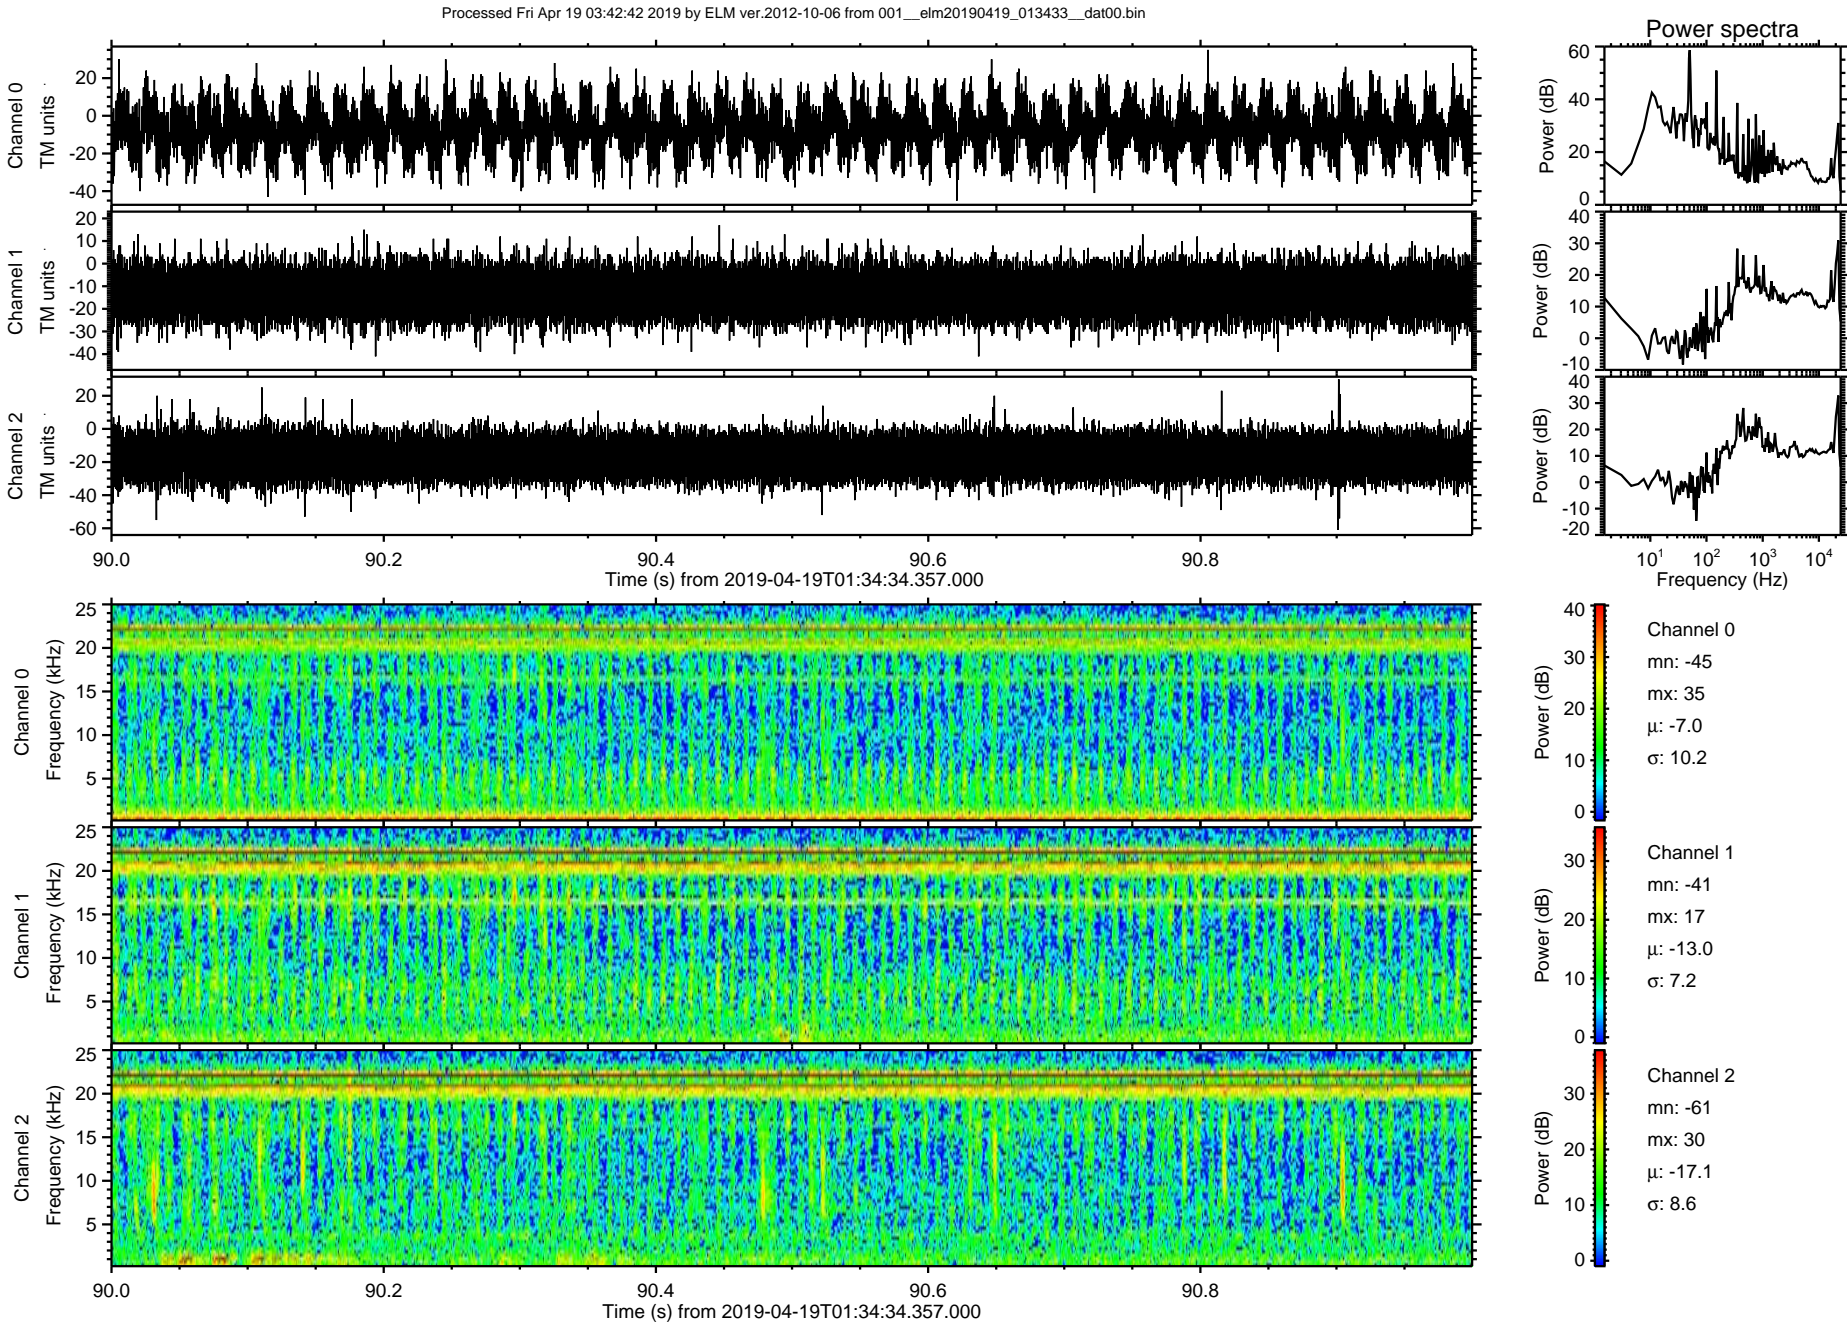 Processed Fri Apr 19 03:42:42 2019 by ELM ver.2012-10-06 from 001__elm20190419_013433__dat00.bin
Power spectra
Channel 0
TM units
20
0
-20
-40
Power (dB)
60
40
20
0
Channel 1
TM units
20
10
0
-10
-20
-30
-40
Power (dB)
40
30
20
10
0
-10
Channel 2
TM units
20
0
-20
-40
-60
Power (dB)
40
30
20
10
0
-10
-20
90.0 90.2 90.4 90.6 90.8
Time (s) from 2019-04-19T01:34:34.357.000
10^1 10^2 10^3 10^4
Frequency (Hz)
Channel 0
Frequency (kHz)
25
20
15
10
5
Power (dB)
40
30
20
10
0
Channel 0
mn: -45
mx: 35
μ: -7.0
σ: 10.2
Channel 1
Frequency (kHz)
25
20
15
10
5
Power (dB)
30
20
10
0
Channel 1
mn: -41
mx: 17
μ: -13.0
σ: 7.2
Channel 2
Frequency (kHz)
25
20
15
10
5
Power (dB)
30
20
10
0
Channel 2
mn: -61
mx: 30
μ: -17.1
σ: 8.6
90.0 90.2 90.4 90.6 90.8
Time (s) from 2019-04-19T01:34:34.357.000